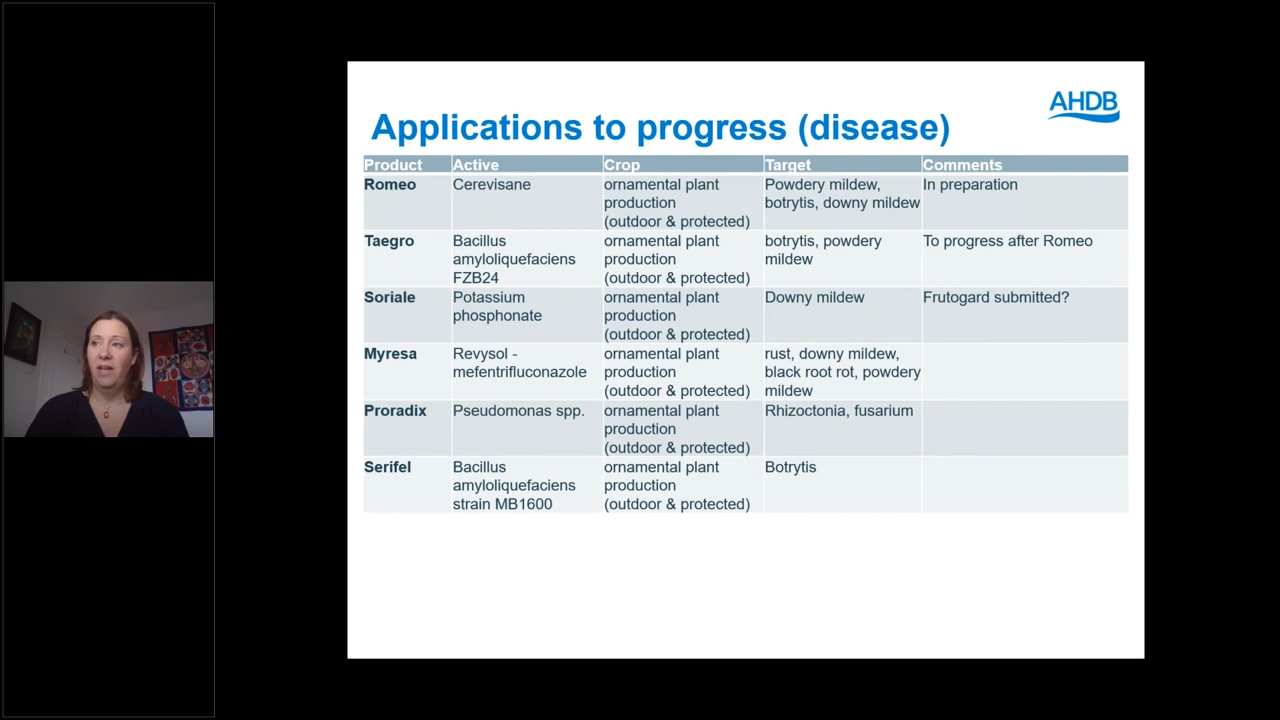 AHDB
Applications to progress (disease)
Product Active Crop Target Comments
Romeo Cerevisane ornamental plant production (outdoor & protected) Powdery mildew, botrytis, downy mildew In preparation
Taegro Bacillus amyloliquefaciens FZB24 ornamental plant production (outdoor & protected) botrytis, powdery mildew To progress after Romeo
Soriale Potassium phosphonate ornamental plant production (outdoor & protected) Downy mildew Frutogard submitted?
Myresa Revysol - mefentrifluconazole ornamental plant production (outdoor & protected) rust, downy mildew, black root rot, powdery mildew
Proradix Pseudomonas spp. ornamental plant production (outdoor & protected) Rhizoctonia, fusarium
Serifel Bacillus amyloliquefaciens strain MB1600 ornamental plant production (outdoor & protected) Botrytis